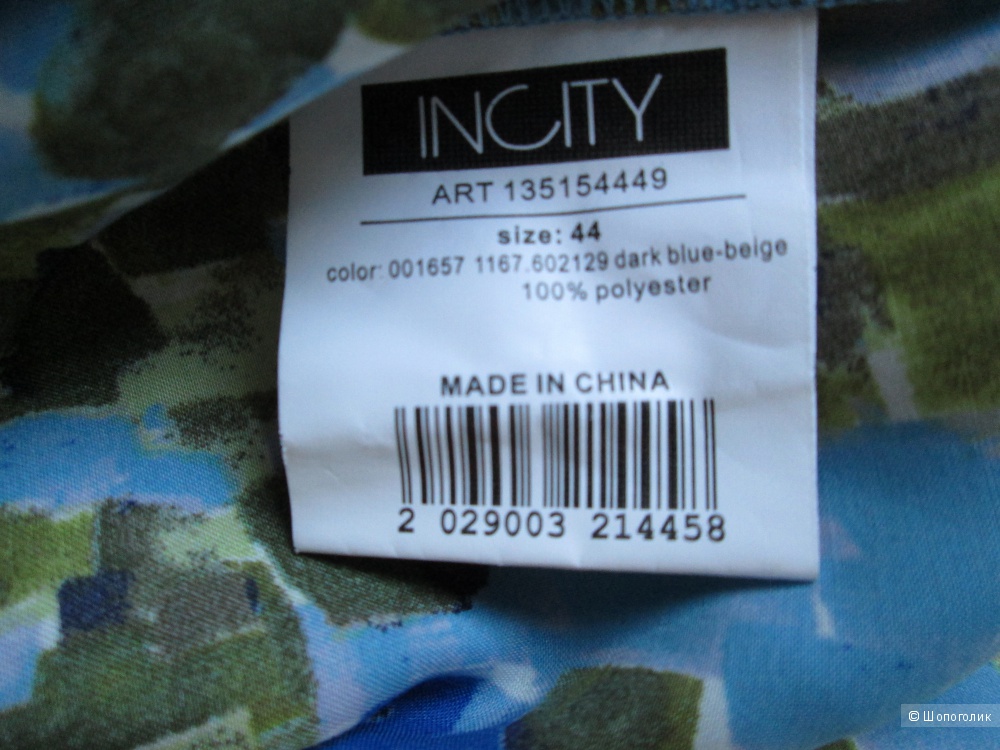 INCITY
ART 135154449
size: 44
color: 001657 1167.602129 dark blue-beige
100% polyester
MADE IN CHINA
2 029003 214458
© Шопоголик